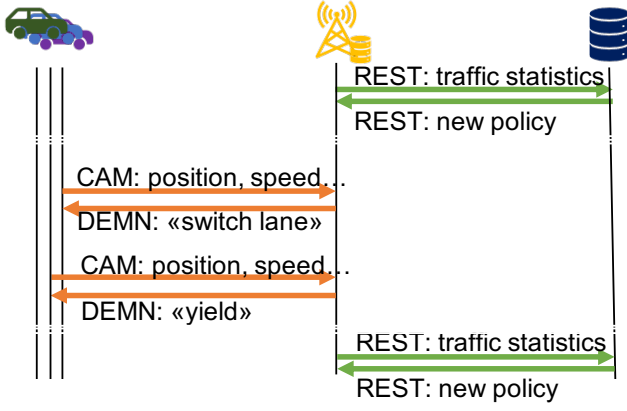 REST: traffic statistics
REST: new policy
CAM: position, speed...
DEMN: «switch lane»
CAM: position, speed...
DEMN: «yield»
REST: traffic statistics
REST: new policy